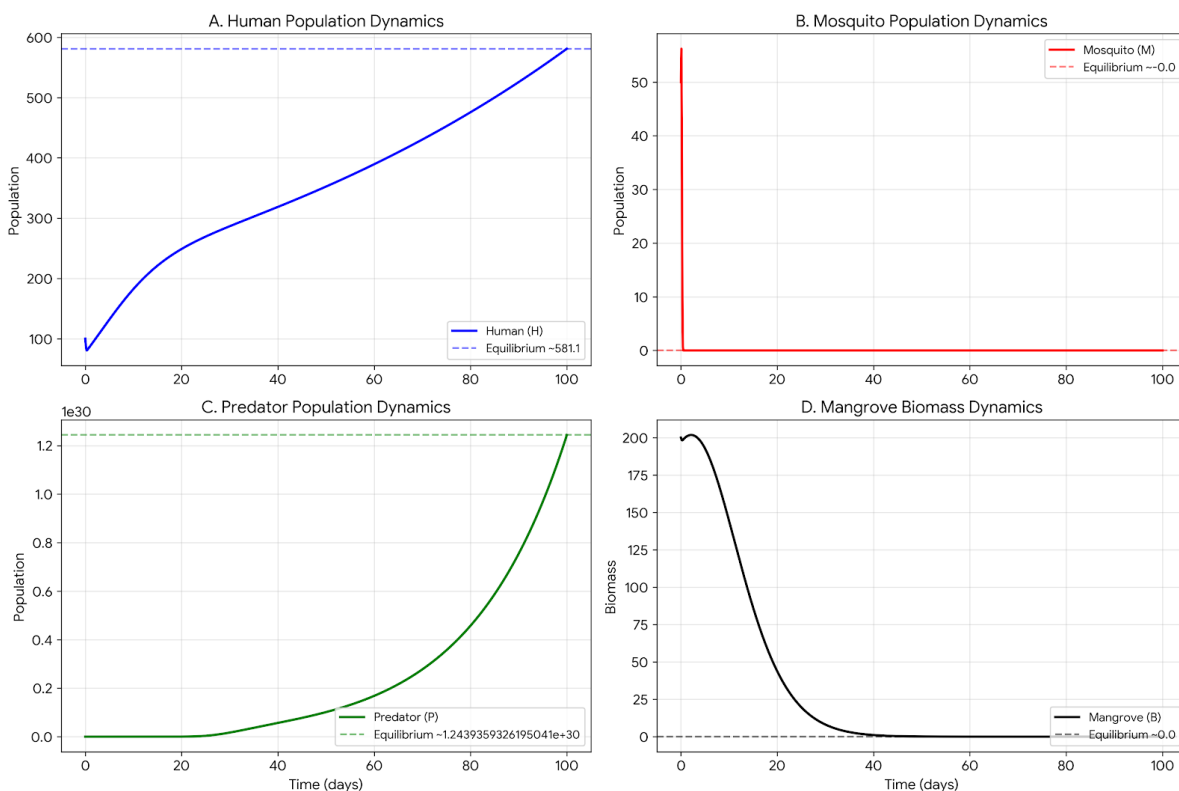 A. Human Population Dynamics
600
500
400
300
200
100
Population
0 20 40 60 80 100
Human (H)
Equilibrium ~581.1
B. Mosquito Population Dynamics
50
40
30
20
10
0
Population
0 20 40 60 80 100
Mosquito (M)
Equilibrium ~-0.0
C. Predator Population Dynamics
1e30
1.2
1.0
0.8
0.6
0.4
0.2
0.0
Population
0 20 40 60 80 100
Time (days)
Predator (P)
Equilibrium ~1.2439359326195041e+30
D. Mangrove Biomass Dynamics
200
175
150
125
100
75
50
25
0
Biomass
0 20 40 60 80 100
Time (days)
Mangrove (B)
Equilibrium ~0.0